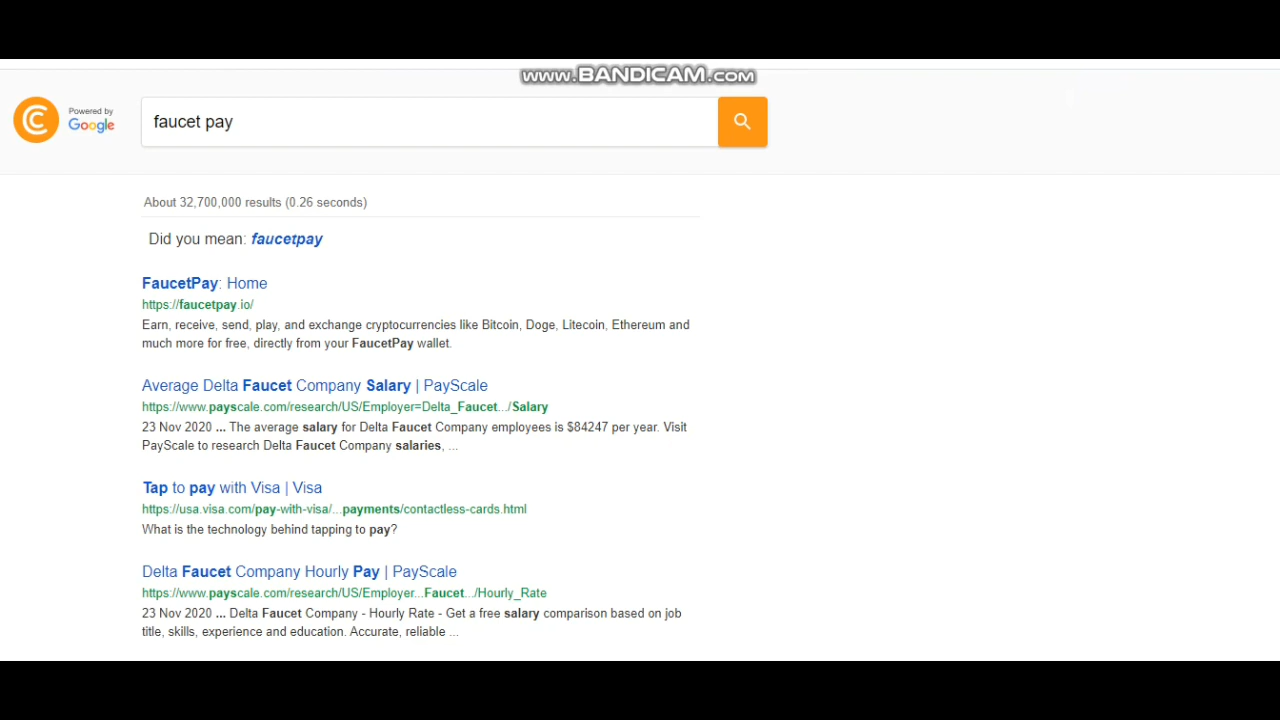 www.BANDICAM.com
Powered by
Google
faucet pay
About 32,700,000 results (0.26 seconds)
Did you mean: faucetpay
FaucetPay: Home
https://faucetpay.io/
Earn, receive, send, play, and exchange cryptocurrencies like Bitcoin, Doge, Litecoin, Ethereum and
much more for free, directly from your FaucetPay wallet.
Average Delta Faucet Company Salary | PayScale
https://www.payscale.com/research/US/Employer=Delta_Faucet.../Salary
23 Nov 2020 ... The average salary for Delta Faucet Company employees is $84247 per year. Visit
PayScale to research Delta Faucet Company salaries, ...
Tap to pay with Visa | Visa
https://usa.visa.com/pay-with-visa/...payments/contactless-cards.html
What is the technology behind tapping to pay?
Delta Faucet Company Hourly Pay | PayScale
https://www.payscale.com/research/US/Employer...Faucet.../Hourly_Rate
23 Nov 2020 ... Delta Faucet Company - Hourly Rate - Get a free salary comparison based on job
title, skills, experience and education. Accurate, reliable ...